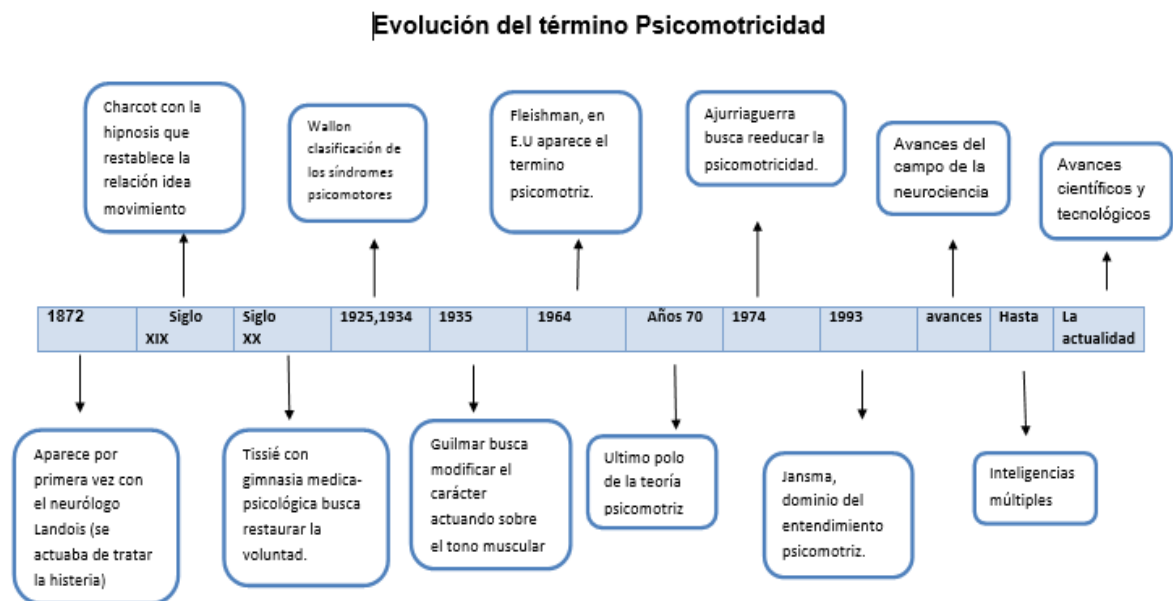 Evolución del término Psicomotricidad
Charcot con la
hipnosis que
restablece la
relación idea
movimiento
Wallon
clasificación de
los síndromes
psicomotores
Fleishman, en
E.U aparece el
termino
psicomotriz.
Ajurriaguerra
busca reeducar la
psicomotricidad.
Avances del
campo de la
neurociencia
Avances
científicos y
tecnológicos
1872
Siglo
XIX
Siglo
XX
1925,1934
1935
1964
Años 70
1974
1993
avances
Hasta
La
actualidad
Aparece por
primera vez con
el neurólogo
Landois (se
actuaba de tratar
la histeria)
Tissié con
gimnasia medica-
psicológica busca
restaurar la
voluntad.
Guilmar busca
modificar el
carácter
actuando sobre
el tono muscular
Ultimo polo
de la teoría
psicomotriz
Jansma,
dominio del
entendimiento
psicomotriz.
Inteligencias
múltiples